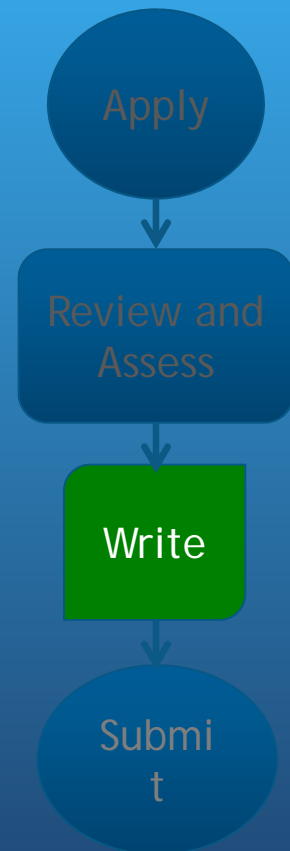 Apply
Review and
Assess
Write
Submi
t